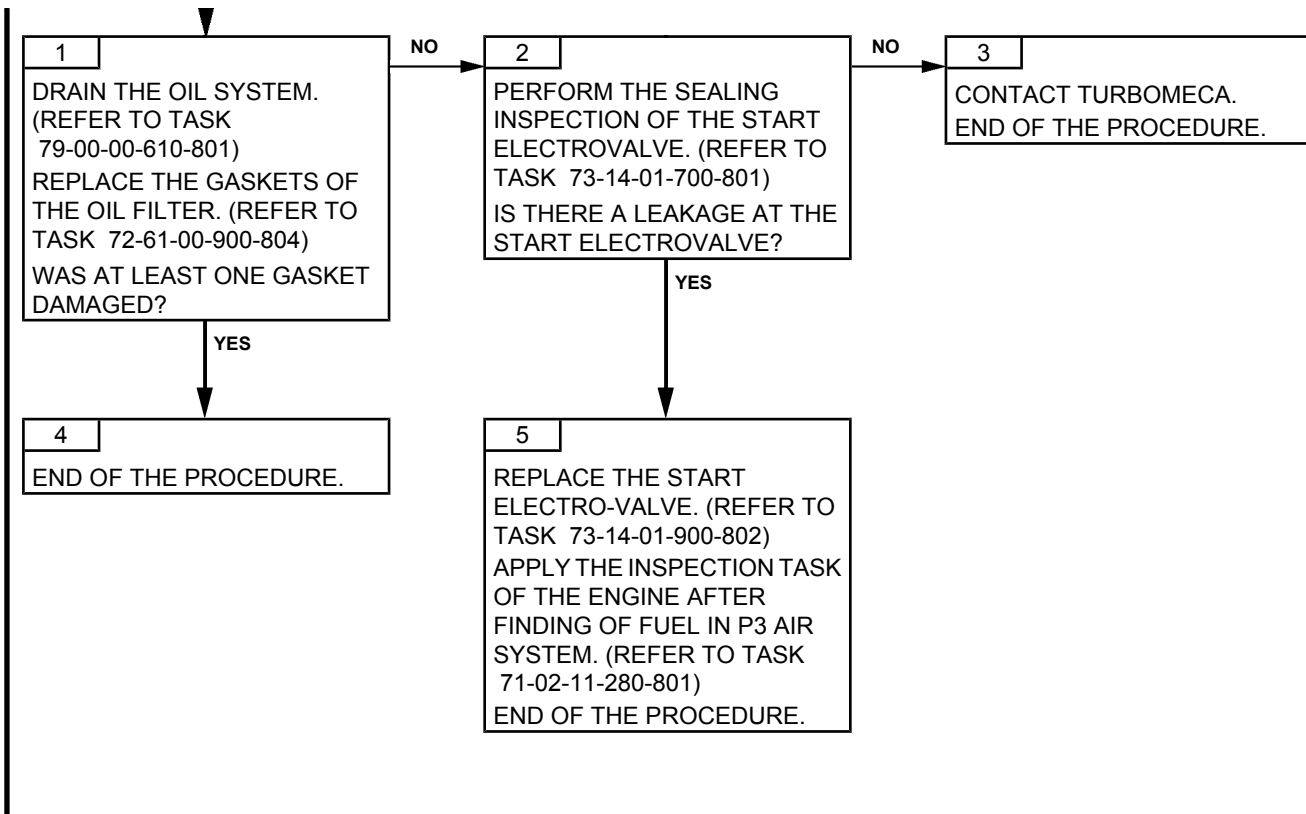 1
DRAIN THE OIL SYSTEM.
(REFER TO TASK
79-00-00-610-801)
REPLACE THE GASKETS OF
THE OIL FILTER. (REFER TO
TASK 72-61-00-900-804)
WAS AT LEAST ONE GASKET
DAMAGED?
NO
2
PERFORM THE SEALING
INSPECTION OF THE START
ELECTROVALVE. (REFER TO
TASK 73-14-01-700-801)
IS THERE A LEAKAGE AT THE
START ELECTROVALVE?
NO
3
CONTACT TURBOMECA.
END OF THE PROCEDURE.
YES
4
END OF THE PROCEDURE.
YES
5
REPLACE THE START
ELECTRO-VALVE. (REFER TO
TASK 73-14-01-900-802)
APPLY THE INSPECTION TASK
OF THE ENGINE AFTER
FINDING OF FUEL IN P3 AIR
SYSTEM. (REFER TO TASK
71-02-11-280-801)
END OF THE PROCEDURE.